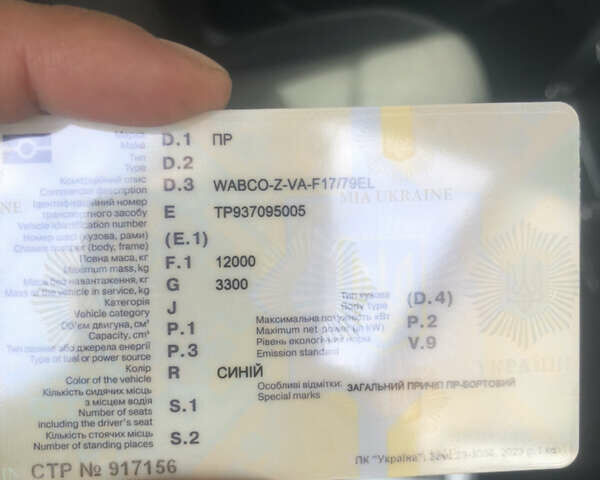 Make D.1 ПР
Тип
Type D.2
Комерційний опис
Commercial description D.3 WABCO-Z-VA-F17/79EL
MIA UKRAINE
NE
Ідентифікаційний номер
транспортного засобу E TP937095005
Vehicle identification number
Номер шасі (кузова, рами)
(body, frame) (E.1)
Повна маса, кг
Maximum mass, kg F.1 12000
Маса без навантаження, кг
Mass of the vehicle in service, kg G 3300
Категорія
Vehicle category J
Об'єм двигуна, см³
Capacity, cm³ P.1
Тип або джерела енергії
Type of fuel or power source P.3
Колір
Color of the vehicle R СИНІЙ
Кількість сидячих місць
з місцем водія
Number of seats S.1
including the driver's seat
Кількість стоячих місць
Number of standing places S.2
Тип кузова
Body type (D.4)
Максимальна потужність кВт
Maximum net power (kW) P.2
Рівень екологічних норм
Emission standard V.9
УКРАЇН
Особливі відмітки: ЗАГАЛЬНИЙ ПРИЧІП ПР-БОРТОВИЙ
Special marks
СТР № 917156
ПК "Україна".